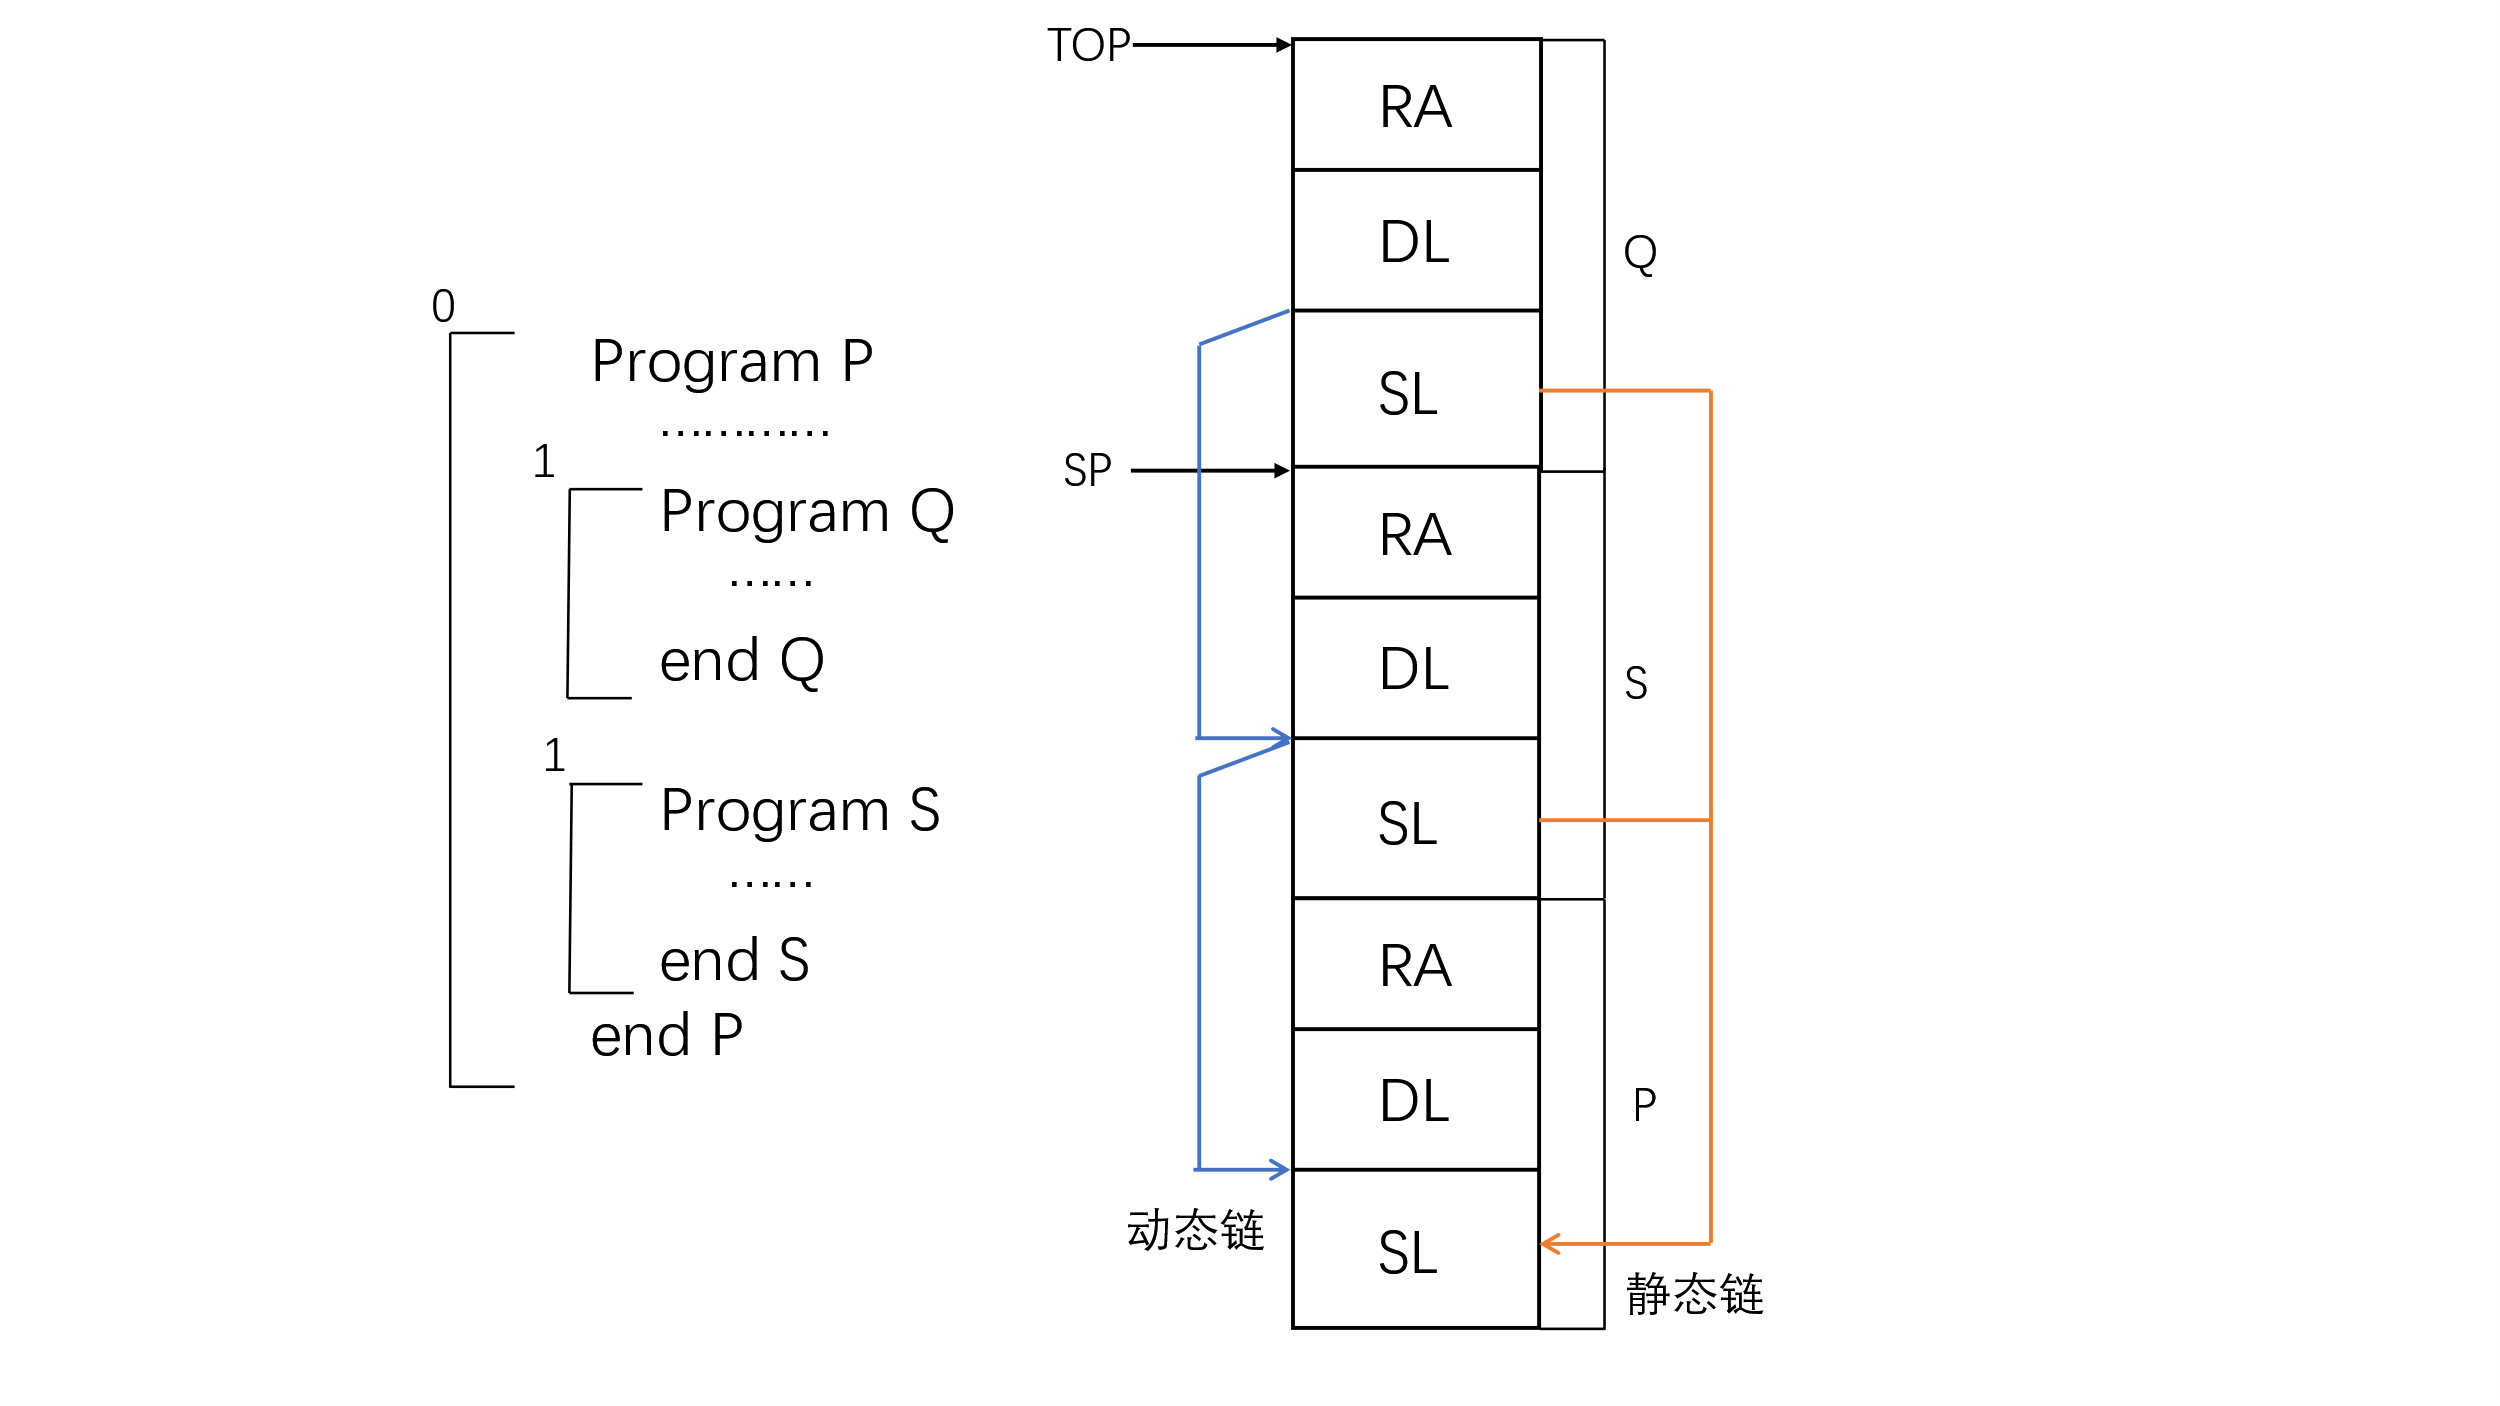 0
Program P
…………
1
Program Q
……
end Q
1
Program S
……
end S
end P
TOP
RA
DL
Q
SL
SP
RA
DL
S
SL
RA
DL
P
SL
动态链
静态链